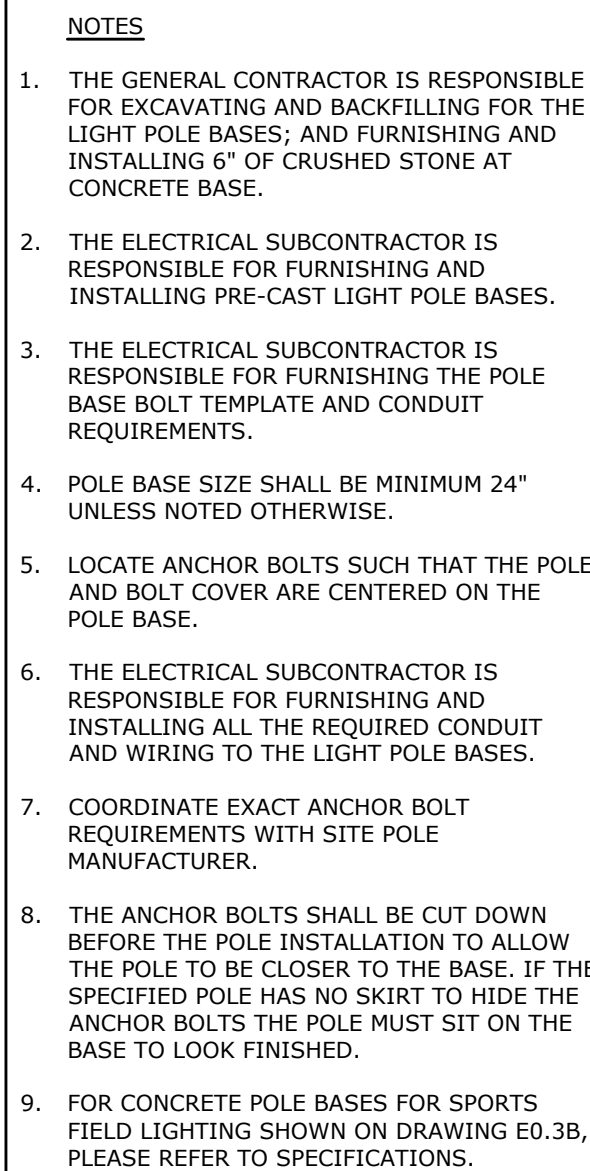 NOTES
1. THE GENERAL CONTRACTOR IS RESPONSIBLE
FOR EXCAVATING AND BACKFILLING FOR THE
LIGHT POLE BASES; AND FURNISHING AND
INSTALLING 6" OF CRUSHED STONE AT
CONCRETE BASE.
2. THE ELECTRICAL SUBCONTRACTOR IS
RESPONSIBLE FOR FURNISHING AND
INSTALLING PRE-CAST LIGHT POLE BASES.
3. THE ELECTRICAL SUBCONTRACTOR IS
RESPONSIBLE FOR FURNISHING THE POLE
BASE BOLT TEMPLATE AND CONDUIT
REQUIREMENTS.
4. POLE BASE SIZE SHALL BE MINIMUM 24"
UNLESS NOTED OTHERWISE.
5. LOCATE ANCHOR BOLTS SUCH THAT THE POLE
AND BOLT COVER ARE CENTERED ON THE
POLE BASE.
6. THE ELECTRICAL SUBCONTRACTOR IS
RESPONSIBLE FOR FURNISHING AND
INSTALLING ALL THE REQUIRED CONDUIT
AND WIRING TO THE LIGHT POLE BASES.
7. COORDINATE EXACT ANCHOR BOLT
REQUIREMENTS WITH SITE POLE
MANUFACTURER.
8. THE ANCHOR BOLTS SHALL BE CUT DOWN
BEFORE THE POLE INSTALLATION TO ALLOW
THE POLE TO BE CLOSER TO THE BASE. IF THE
SPECIFIED POLE HAS NO SKIRT TO HIDE THE
ANCHOR BOLTS THE POLE MUST SIT ON THE
BASE TO LOOK FINISHED.
9. FOR CONCRETE POLE BASES FOR SPORTS
FIELD LIGHTING SHOWN ON DRAWING E0.3B,
PLEASE REFER TO SPECIFICATIONS.